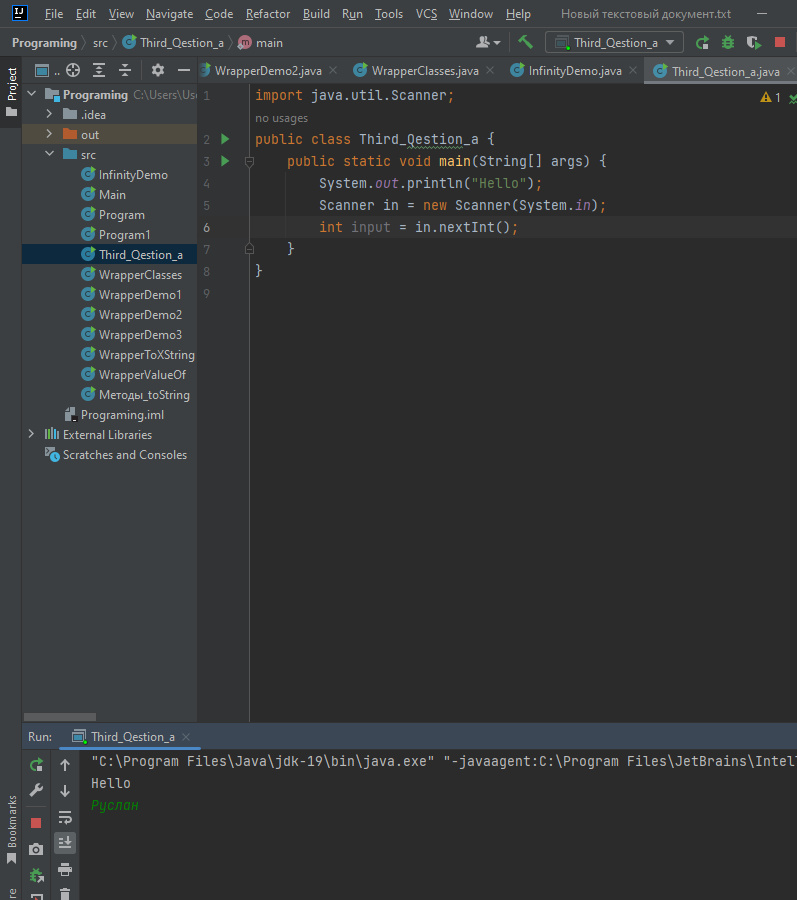 File Edit View Navigate Code Refactor Build Run Tools VCS Window Help Новый текстовый документ.txt
Programing src Third_Qestion_a main Third_Qestion_a
Project
WrapperDemo2.java WrapperClasses.java InfinityDemo.java Third_Qestion_a.java
Programing C:\Users\Use
.idea
out
src
InfinityDemo
Main
Program
Program1
Third_Qestion_a
WrapperClasses
WrapperDemo1
WrapperDemo2
WrapperDemo3
WrapperToXString
WrapperValueOf
Методы_toString
Programing.iml
External Libraries
Scratches and Consoles
1 import java.util.Scanner; 1
no usages
2 public class Third_Qestion_a {
3 public static void main(String[] args) {
4 System.out.println("Hello");
5 Scanner in = new Scanner(System.in);
6 int input = in.nextInt();
7 }
8 }
9
Run: Third_Qestion_a
"C:\Program Files\Java\jdk-19\bin\java.exe" "-javaagent:C:\Program Files\JetBrains\Intel
Hello
Руслан
Bookmarks
re